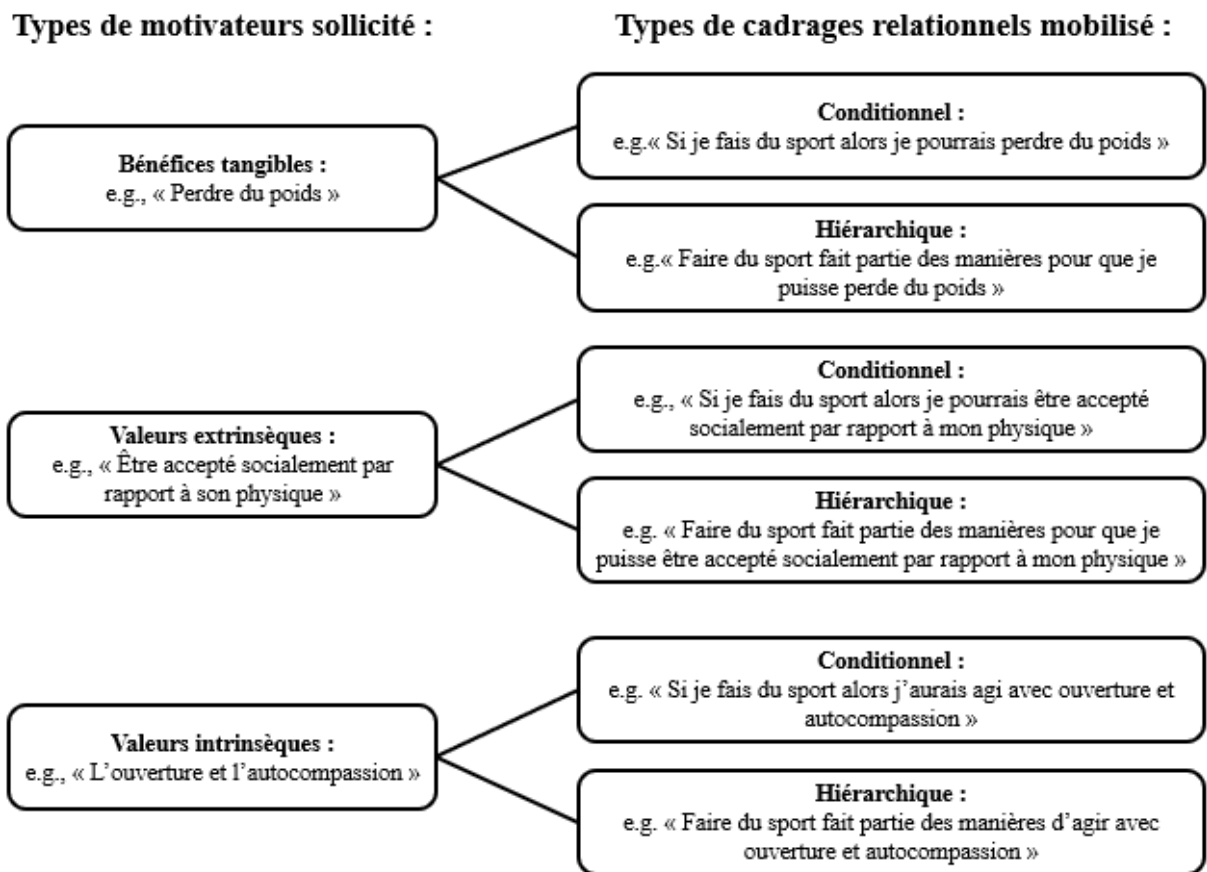 Types de motivateurs sollicité :
Types de cadrages relationnels mobilisé :
Bénéfices tangibles :
e.g., « Perdre du poids »
Conditionnel :
e.g.« Si je fais du sport alors je pourrais perdre du poids »
Hiérarchique :
e.g.« Faire du sport fait partie des manières pour que je
puisse perde du poids »
Valeurs extrinsèques :
e.g., « Être accepté socialement par
rapport à son physique »
Conditionnel :
e.g., « Si je fais du sport alors je pourrais être accepté
socialement par rapport à mon physique »
Hiérarchique :
e.g. « Faire du sport fait partie des manières pour que je
puisse être accepté socialement par rapport à mon physique »
Valeurs intrinsèques :
e.g., « L’ouverture et l’autocompassion »
Conditionnel :
e.g. « Si je fais du sport alors j’aurais agi avec ouverture et
autocompassion »
Hiérarchique :
e.g. « Faire du sport fait partie des manières d’agir avec
ouverture et autocompassion »